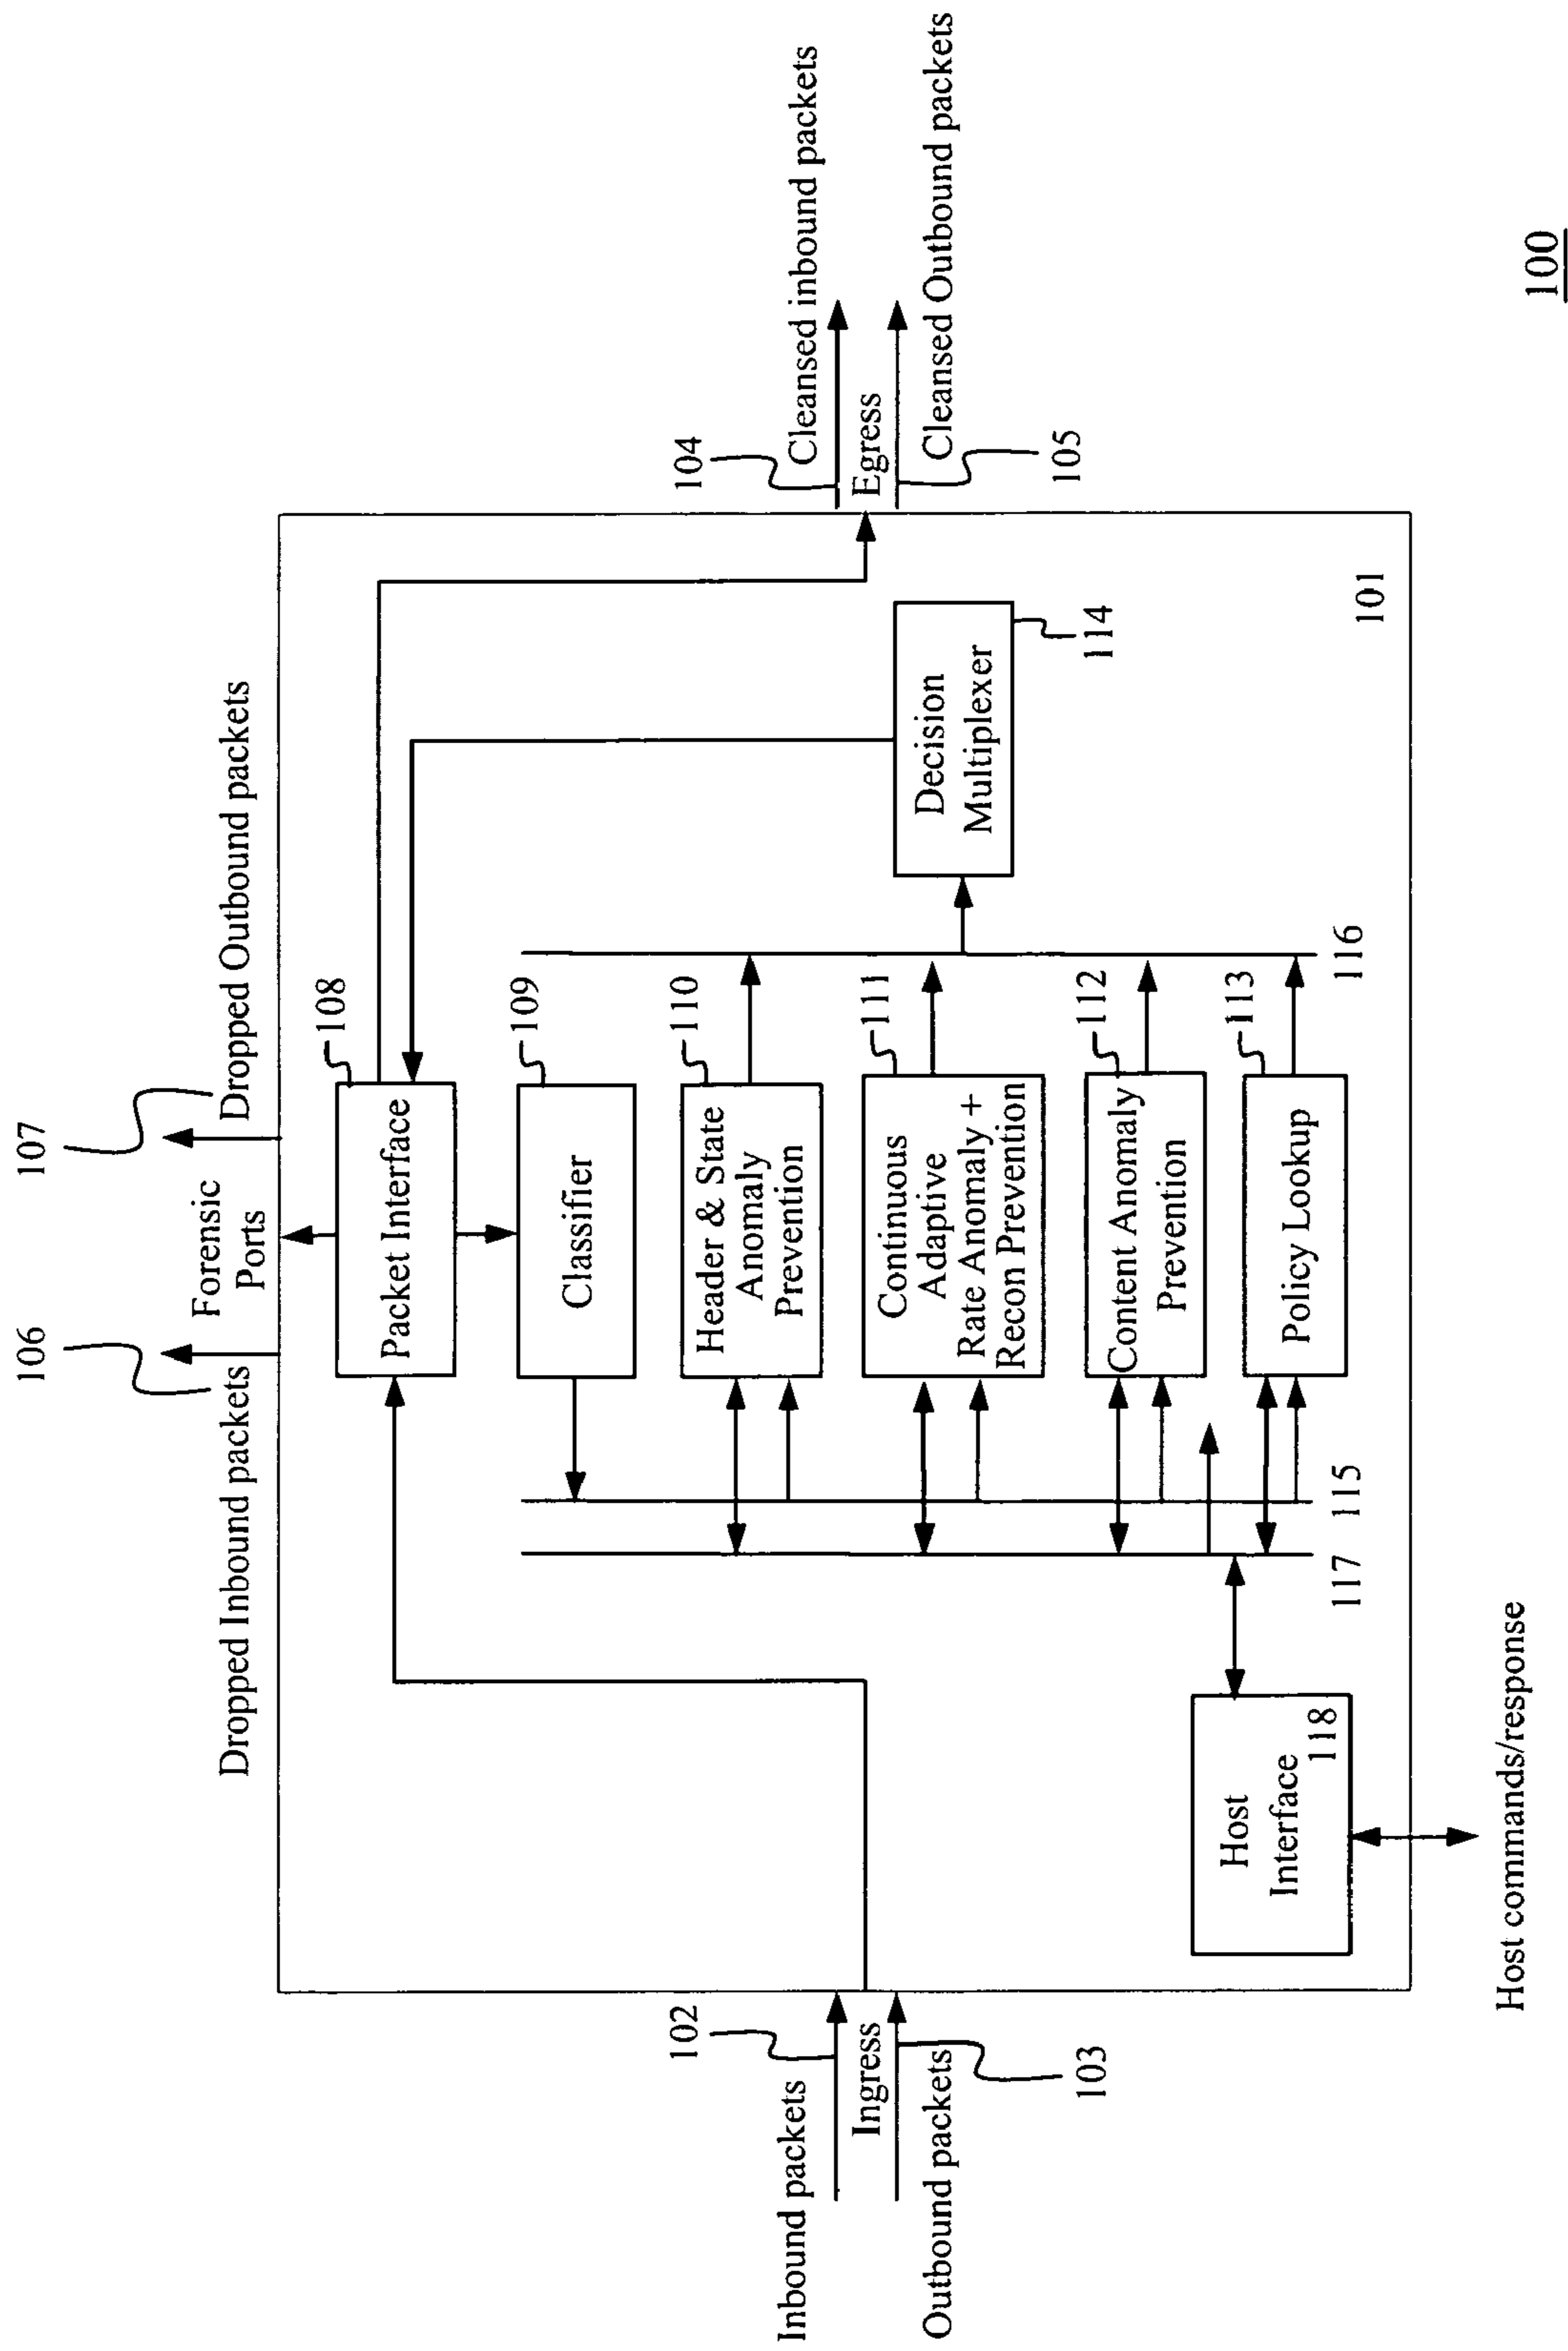 107
Dropped Outbound packets
Forensic
Ports
106
Dropped Inbound packets
108
Packet Interface
109
Classifier
110
Header & State
Anomaly
Prevention
111
Continuous
Adaptive
Rate Anomaly +
Recon Prevention
112
Content Anomaly
Prevention
113
Policy Lookup
Decision
Multiplexer
114
116
115
117
101
Host
Interface
118
Host commands/response
102
Inbound packets
Ingress
Outbound packets
103
104
Cleansed inbound packets
Egress
Cleansed Outbound packets
105
100